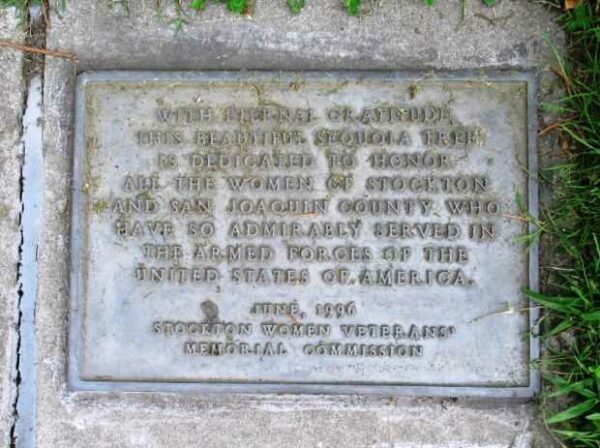 WITH ETERNAL GRATITUDE,
THIS BEAUTIFUL SEQUOIA TREE
IS DEDICATED TO HONOR
ALL THE WOMEN OF STOCKTON
AND SAN JOAQUIN COUNTY WHO
HAVE SO ADMIRABLY SERVED IN
THE ARMED FORCES OF THE
UNITED STATES OF AMERICA.
JUNE, 1996
STOCKTON WOMEN VETERANS'
MEMORIAL COMMISSION